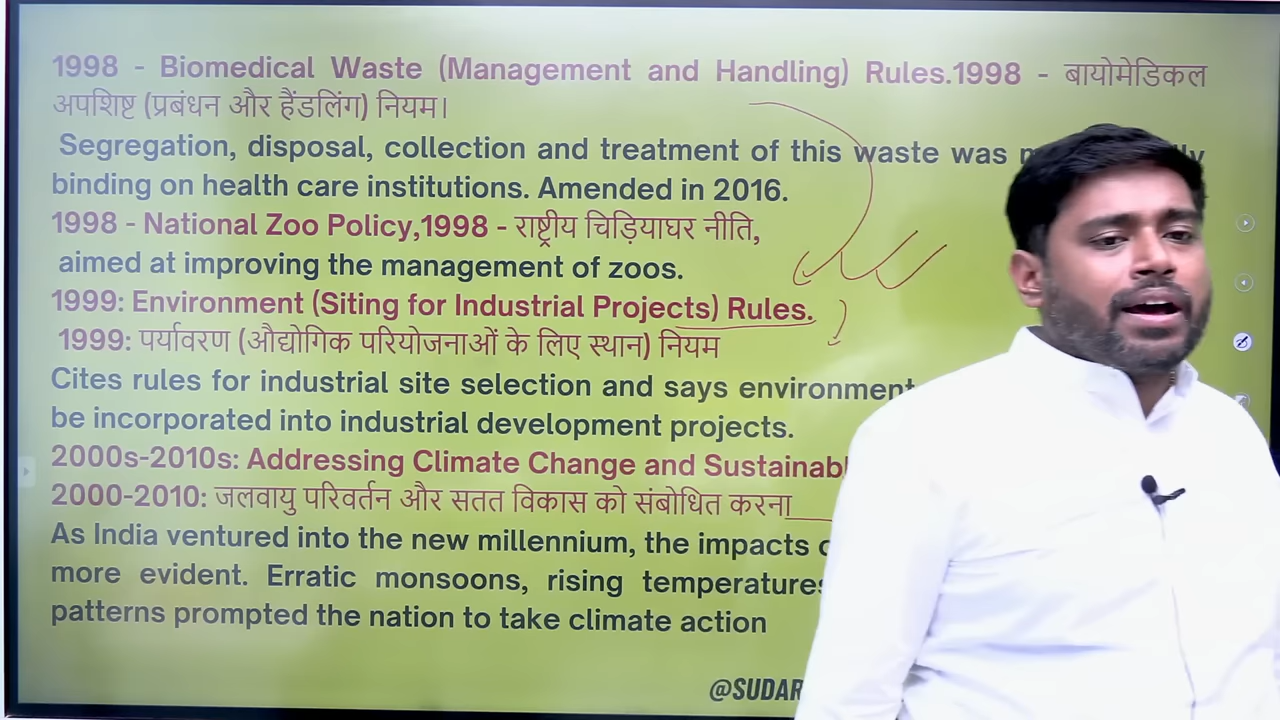 1998 - Biomedical Waste (Management and Handling) Rules.1998 - बायोमेडिकल
अपशिष्ट (प्रबंधन और हैंडलिंग) नियम।
Segregation, disposal, collection and treatment of this waste was
binding on health care institutions. Amended in 2016.
1998 - National Zoo Policy,1998 - राष्ट्रीय चिड़ियाघर नीति,
aimed at improving the management of zoos.
1999: Environment (Siting for Industrial Projects) Rules.
1999: पर्यावरण (औद्योगिक परियोजनाओं के लिए स्थान) नियम
Cites rules for industrial site selection and says environment
be incorporated into industrial development projects.
2000s-2010s: Addressing Climate Change and
2000-2010: जलवायु परिवर्तन और सतत विकास को संबोधित करना
As India ventured into the new millennium, the impacts
more evident. Erratic monsoons, rising temperatures
patterns prompted the nation to take climate action